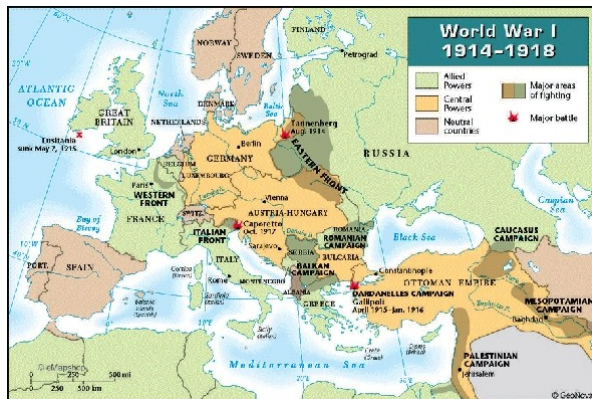 World War I
1914–1918
Allied
Powers
Central
Powers
Neutral
countries
Major areas
of fighting
Major battle
ATLANTIC
OCEAN
NORWAY
SWEDEN
FINLAND
Petrograd
North
Sea
Baltic
Sea
DENMARK
GREAT
BRITAIN
NETHERLANDS
Lusitania
sunk May 7, 1915
London
Berlin
GERMANY
Tannenberg
Aug. 1914
EASTERN FRONT
RUSSIA
BELGIUM
LUXEMBOURG
Paris
WESTERN
FRONT
FRANCE
Vienna
AUSTRIA-HUNGARY
SWITZ.
Bay of
Biscay
ITALIAN
FRONT
Caporetto
Oct. 1917
Sarajevo
ROMANIA
ROMANIAN
CAMPAIGN
Black Sea
CAUCASUS
CAMPAIGN
Caspian
Sea
PORT.
SPAIN
ITALY
Rome
MONTENEGRO
SERBIA
BALKAN
CAMPAIGN
BULGARIA
ALBANIA
GREECE
Constantinople
OTTOMAN EMPIRE
DARDANELLES CAMPAIGN
Gallipoli
April 1915–Jan. 1916
MESOPOTAMIAN
CAMPAIGN
Baghdad
PALESTINIAN
CAMPAIGN
Jerusalem
Mediterranean Sea
0 250 500 mi
0 250 500 km
© GeoNova